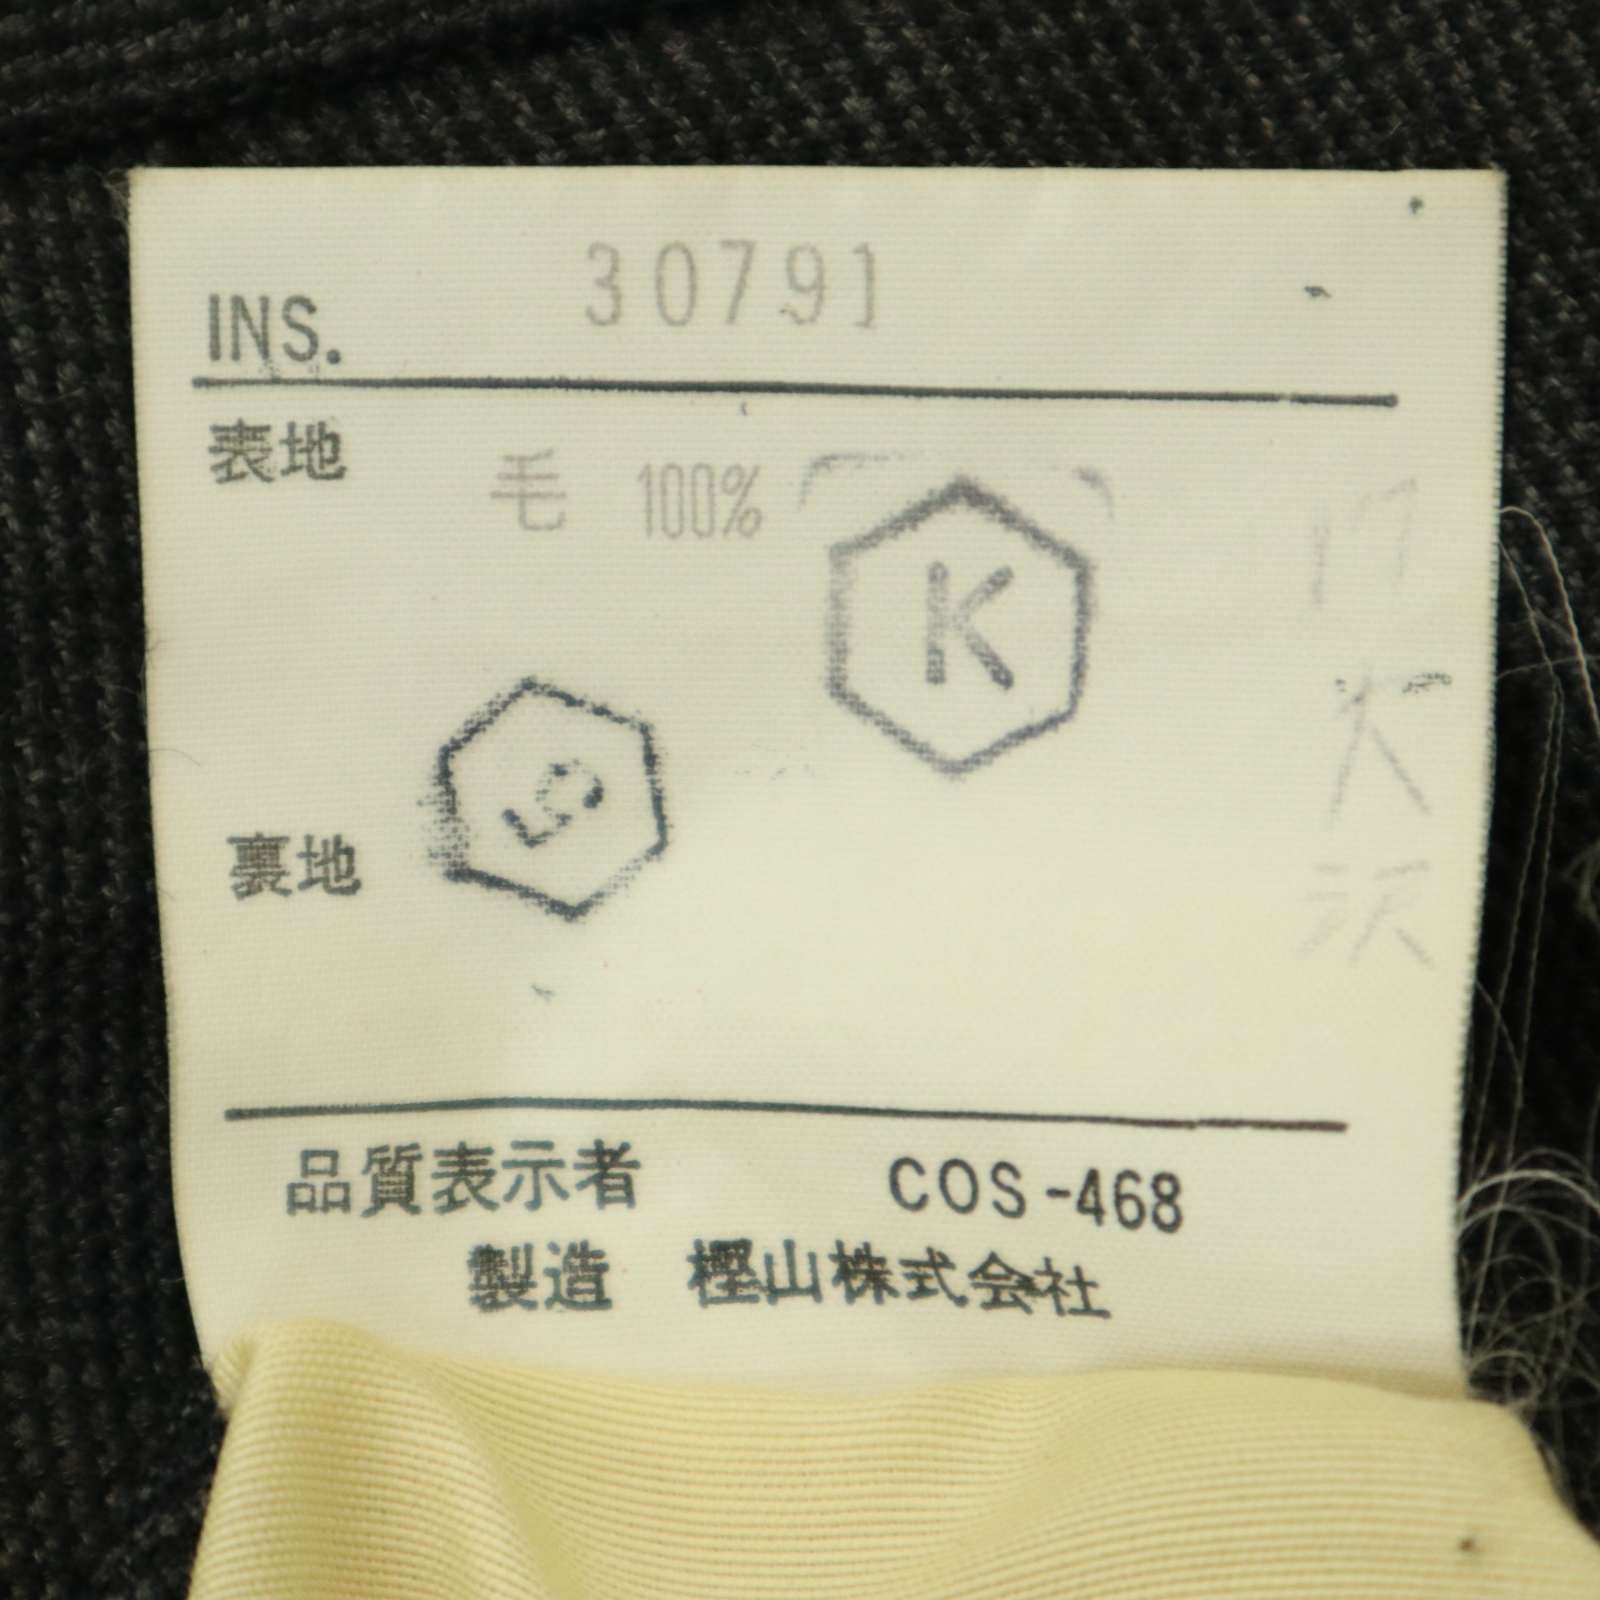 INS. 30791
表地 毛 100%
K
5
裏地
品質表示者 COS-468
製造 樫山株式会社